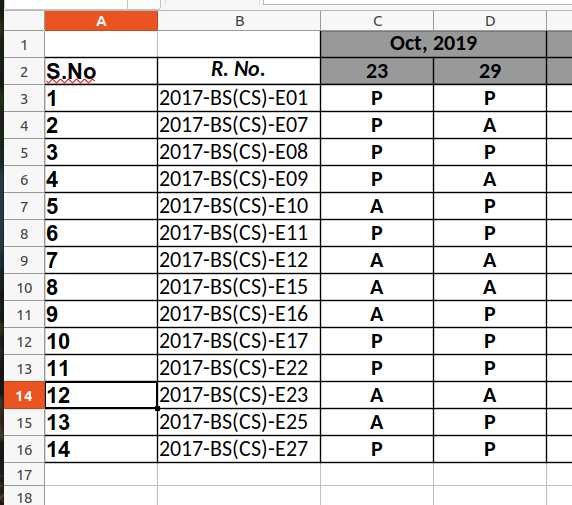 A B C D
1 Oct, 2019
2 S.No R. No. 23 29
3 1 2017-BS(CS)-E01 P P
4 2 2017-BS(CS)-E07 P A
5 3 2017-BS(CS)-E08 P P
6 4 2017-BS(CS)-E09 P A
7 5 2017-BS(CS)-E10 A P
8 6 2017-BS(CS)-E11 P P
9 7 2017-BS(CS)-E12 A A
10 8 2017-BS(CS)-E15 A A
11 9 2017-BS(CS)-E16 A P
12 10 2017-BS(CS)-E17 P P
13 11 2017-BS(CS)-E22 P P
14 12 2017-BS(CS)-E23 A A
15 13 2017-BS(CS)-E25 A P
16 14 2017-BS(CS)-E27 P P
17
18